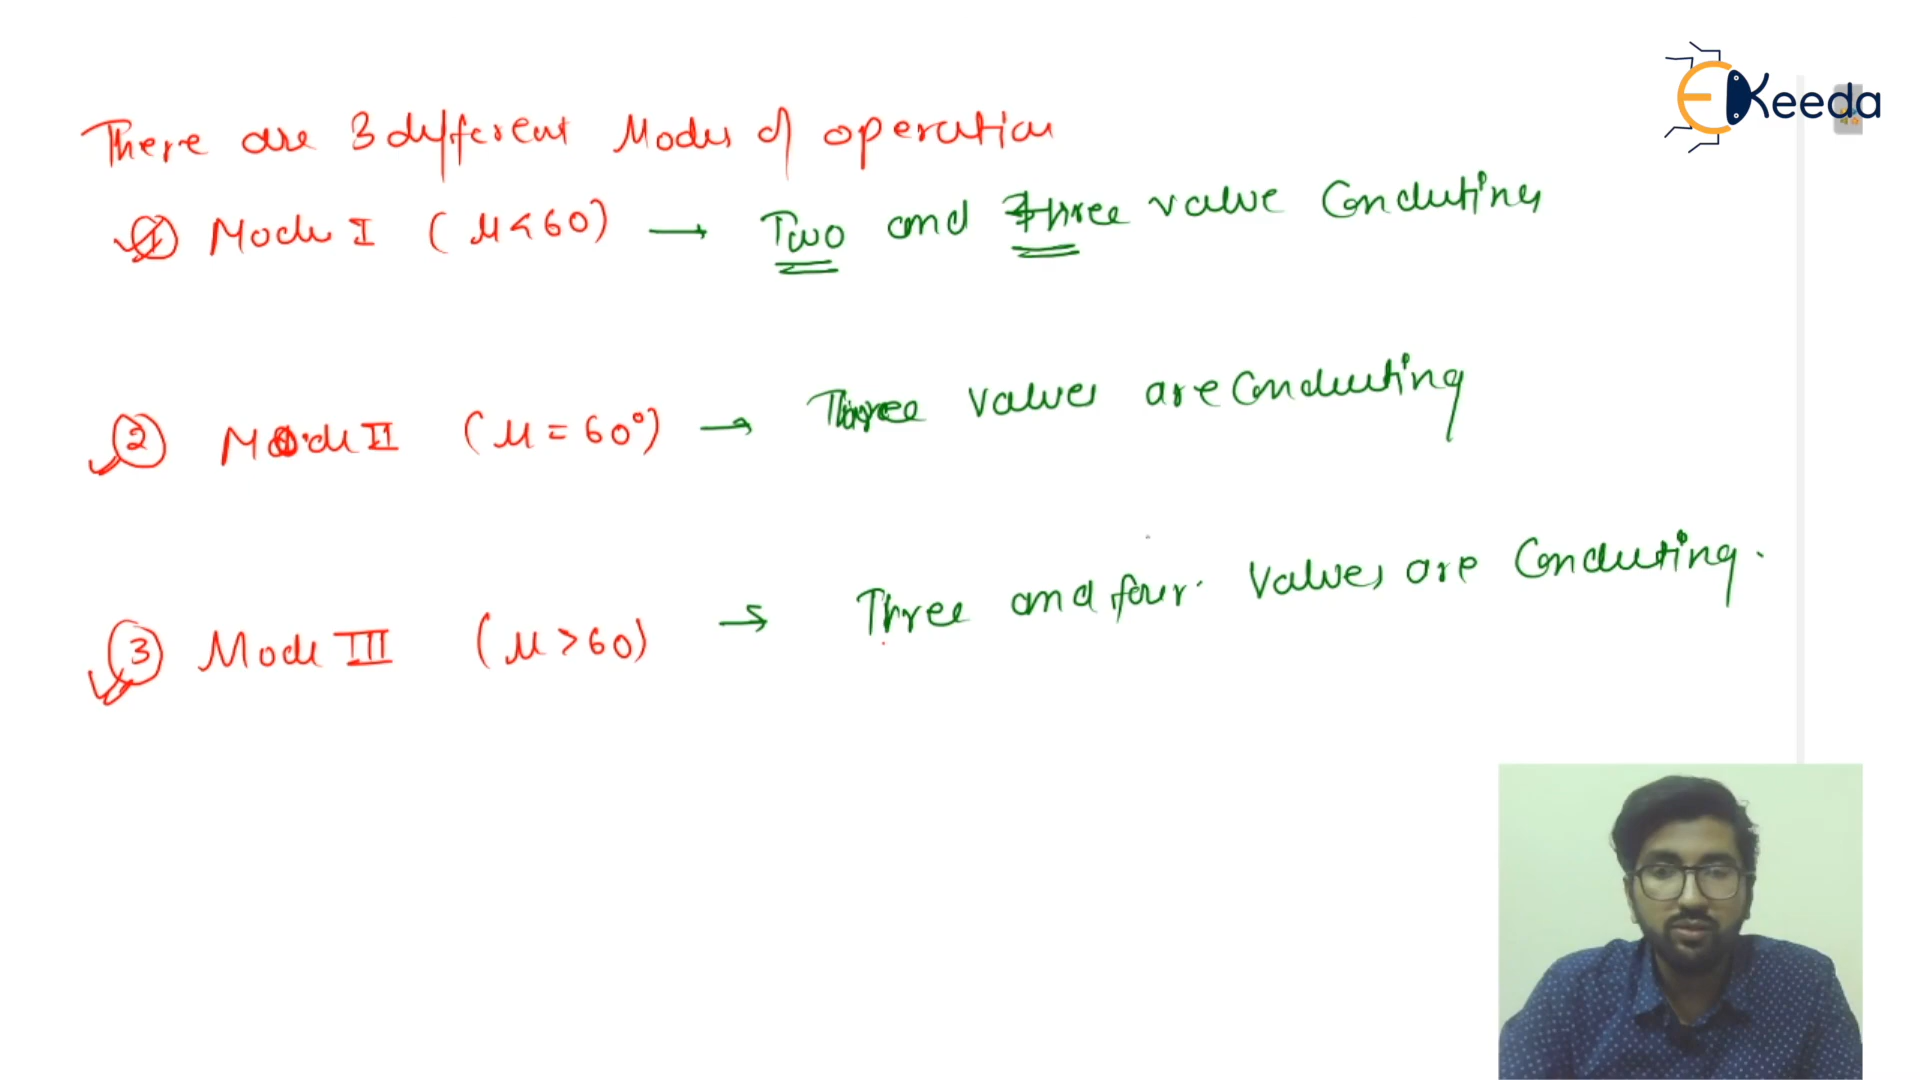 EKeeda
There are 3 different Modes of operation
1 Mode I (μ<60) → Two and three valve Conducting
2 Mode II (μ = 60°) → Three Valves are Conducting
3 Mode III (μ>60) → Three and four Valves are Conducting.